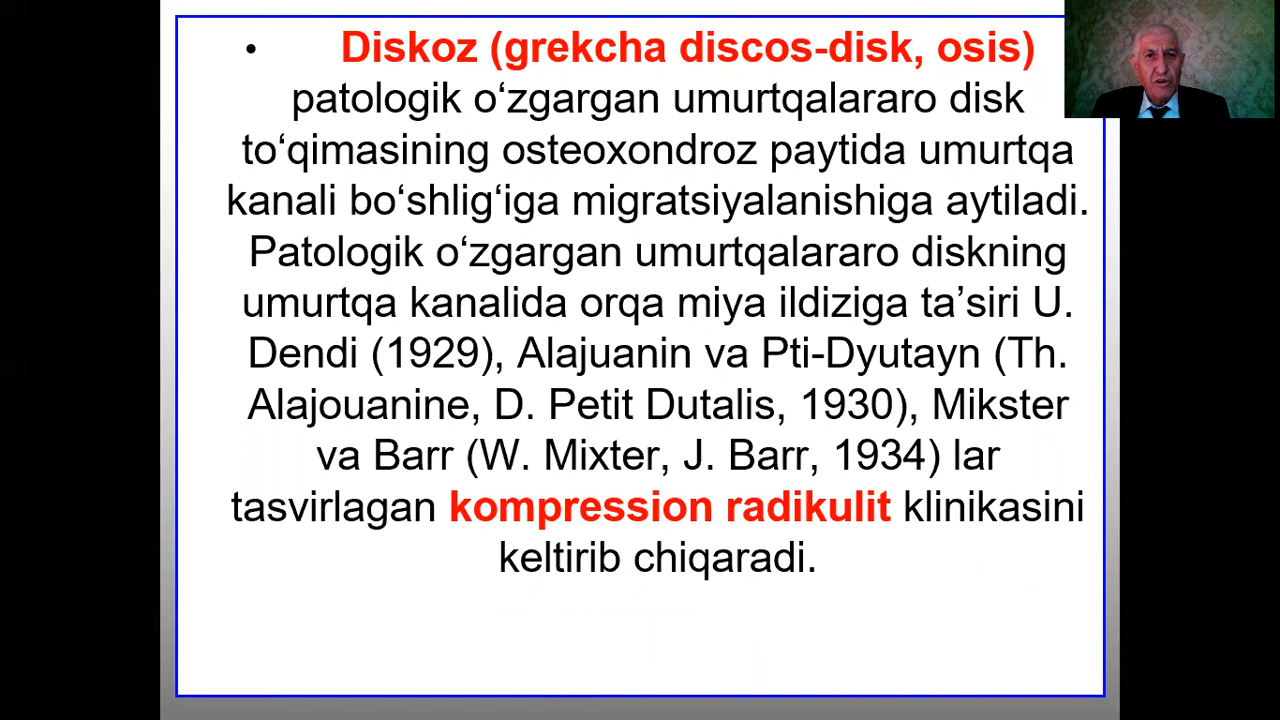 • Diskoz (grekcha discos-disk, osis)
patologik o‘zgargan umurtqalararo disk
to‘qimasining osteoxondroz paytida umurtqa
kanali bo‘shlig‘iga migratsiyalanishiga aytiladi.
Patologik o‘zgargan umurtqalararo diskning
umurtqa kanalida orqa miya ildiziga ta’siri U.
Dendi (1929), Alajuanin va Pti-Dyutayn (Th.
Alajouanine, D. Petit Dutalis, 1930), Mikster
va Barr (W. Mixter, J. Barr, 1934) lar
tasvirlagan kompression radikulit klinikasini
keltirib chiqaradi.